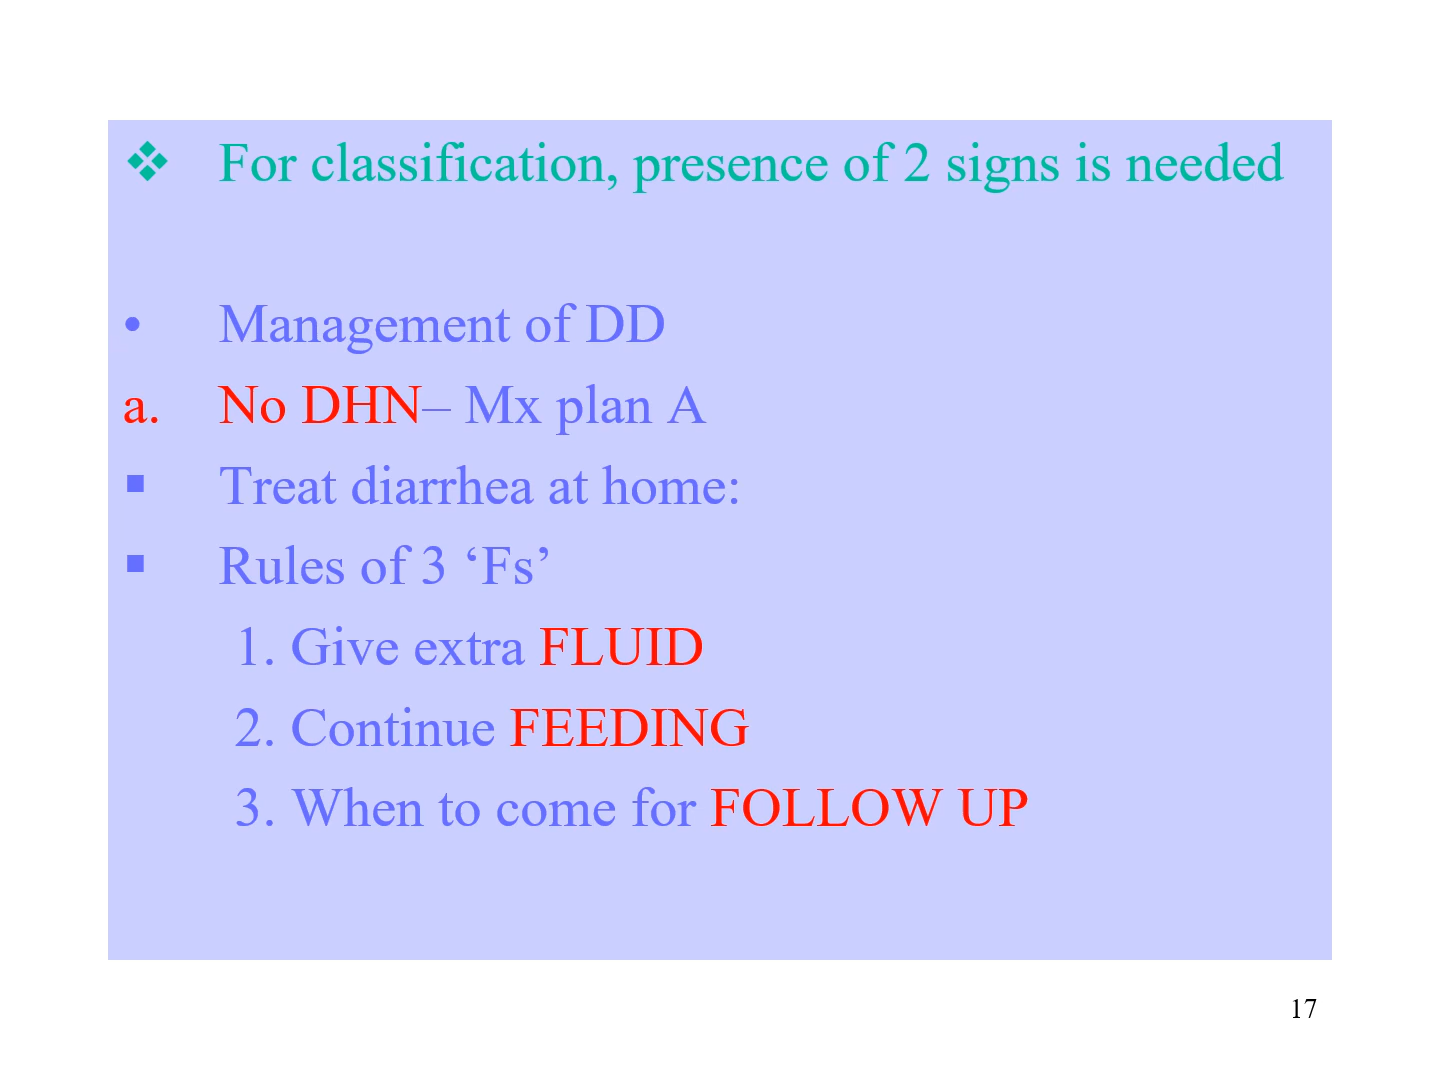 ❖ For classification, presence of 2 signs is needed
• Management of DD
a. No DHN– Mx plan A
▪ Treat diarrhea at home:
▪ Rules of 3 ‘Fs’
1. Give extra FLUID
2. Continue FEEDING
3. When to come for FOLLOW UP
17